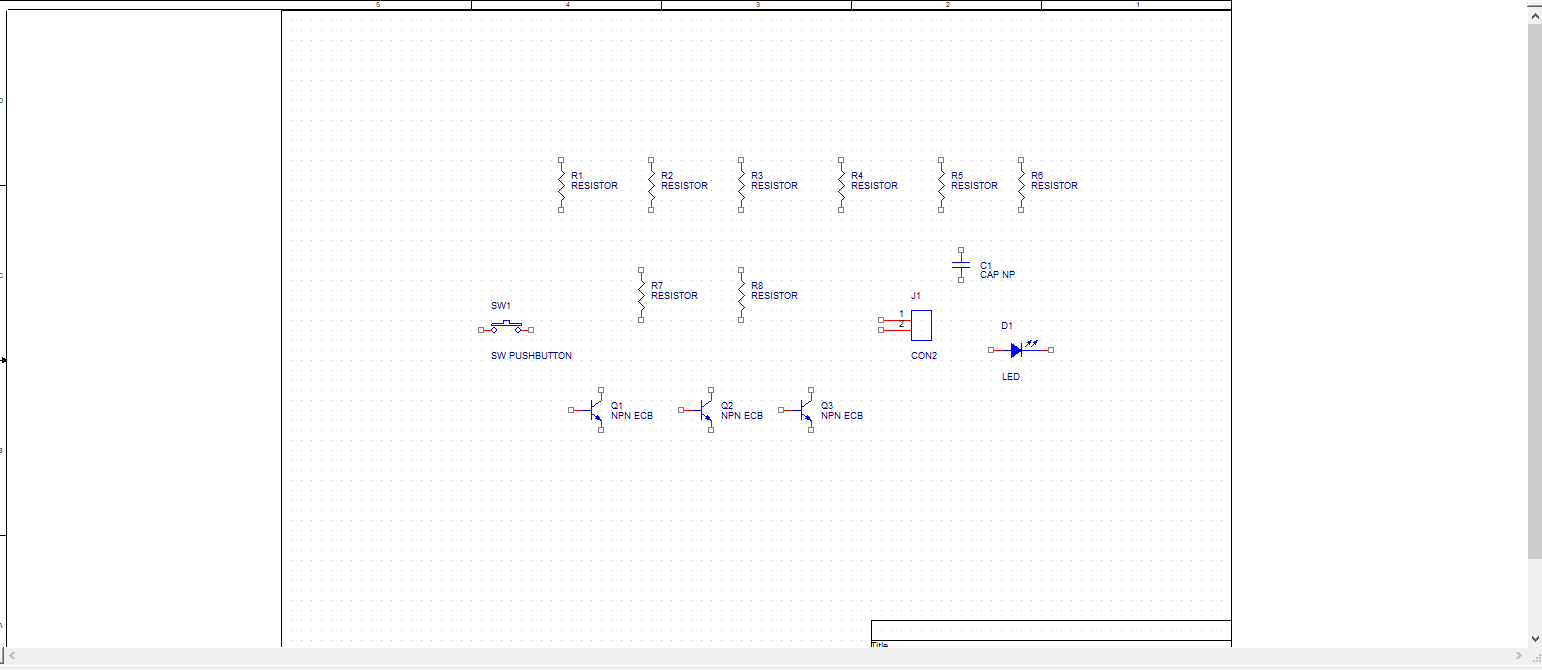 5 4 3 2 1
D
R1 R2 R3 R4 R5 R6
RESISTOR RESISTOR RESISTOR RESISTOR RESISTOR RESISTOR
C1
C
CAP NP
R7 R8
RESISTOR RESISTOR
J1
SW1
1
2
D1
SW PUSHBUTTON
CON2
LED
Q1 Q2 Q3
NPN ECB NPN ECB NPN ECB
B
A
Title